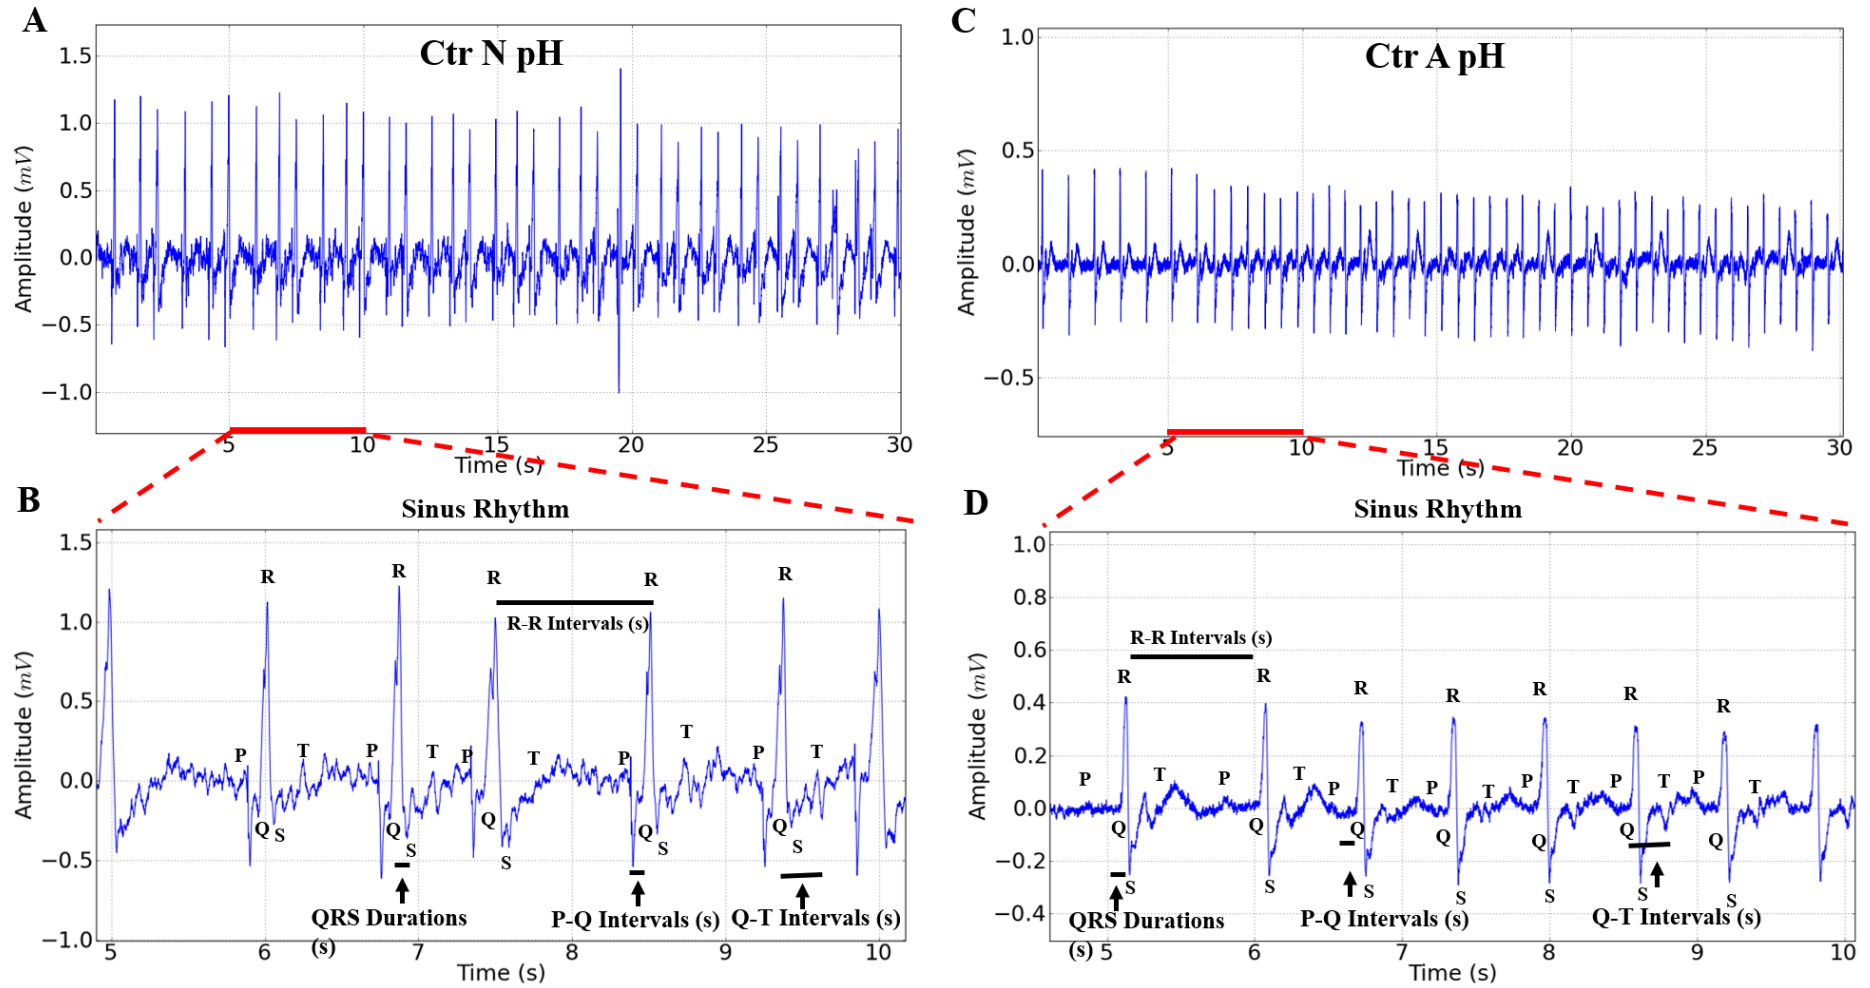 A
Ctr N pH
1.5
1.0
0.5
0.0
−0.5
−1.0
Amplitude (mV)
5
10
15
20
25
30
Time (s)
C
Ctr A pH
1.0
0.5
0.0
−0.5
Amplitude (mV)
5
10
15
20
25
30
Time (s)
B
Sinus Rhythm
1.5
1.0
0.5
0.0
−0.5
−1.0
Amplitude (mV)
R
R
R
R
R
R-R Intervals (s)
P
T
P
T
P
T
P
T
P
T
Q
S
Q
S
Q
S
Q
S
Q
S
QRS Durations
(s)
P-Q Intervals (s)
Q-T Intervals (s)
5
6
7
8
9
10
Time (s)
D
Sinus Rhythm
1.0
0.8
0.6
0.4
0.2
0.0
−0.2
−0.4
Amplitude (mV)
R-R Intervals (s)
R
R
R
R
R
R
R
P
T
P
T
P
T
P
T
P
T
P
T
P
T
Q
Q
Q
Q
Q
Q
Q
S
S
S
S
S
S
S
QRS Durations
(s)
P-Q Intervals (s)
Q-T Intervals (s)
5
6
7
8
9
10
Time (s)